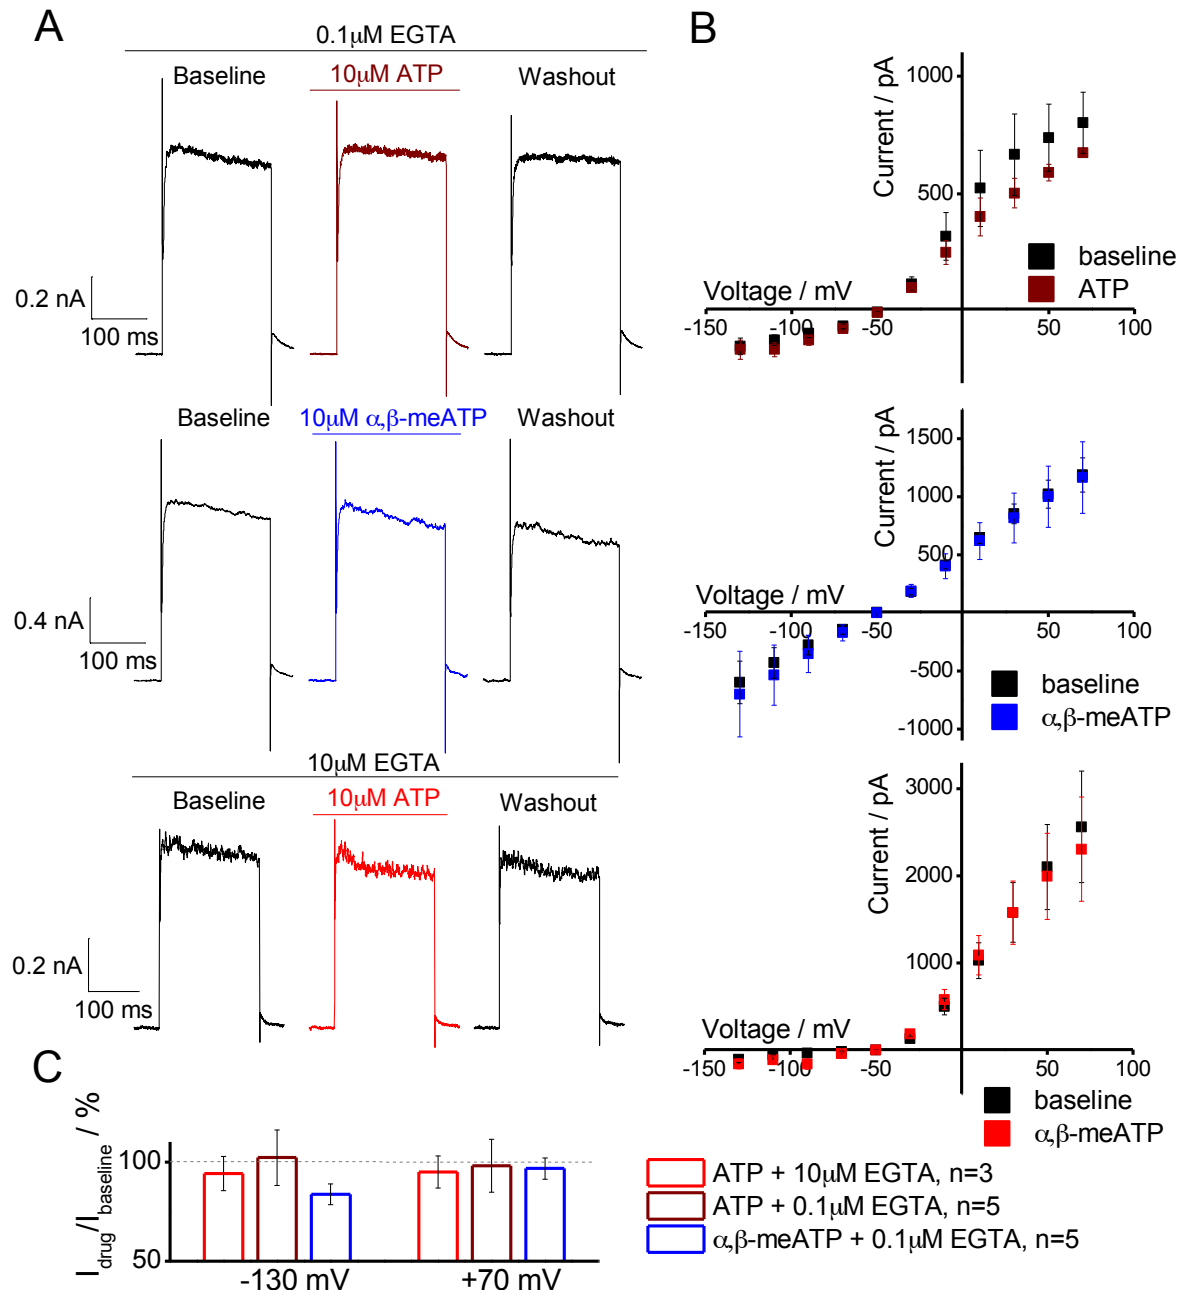 A
0.1μM EGTA
Baseline
10μM ATP
Washout
0.2 nA
100 ms
Baseline
10μM α,β-meATP
Washout
0.4 nA
100 ms
10μM EGTA
Baseline
10μM ATP
Washout
0.2 nA
100 ms
B
Current / pA
1000
500
baseline
ATP
Voltage / mV
-150 -100 -50 50 100
Current / pA
1500
1000
500
Voltage / mV
-150 -100 -50 50 100
-500
-1000
baseline
α,β-meATP
Current / pA
3000
2000
1000
Voltage / mV
-150 -100 -50 50 100
baseline
α,β-meATP
C
I drug/I baseline / %
100
50
-130 mV
+70 mV
ATP + 10μM EGTA, n=3
ATP + 0.1μM EGTA, n=5
α,β-meATP + 0.1μM EGTA, n=5